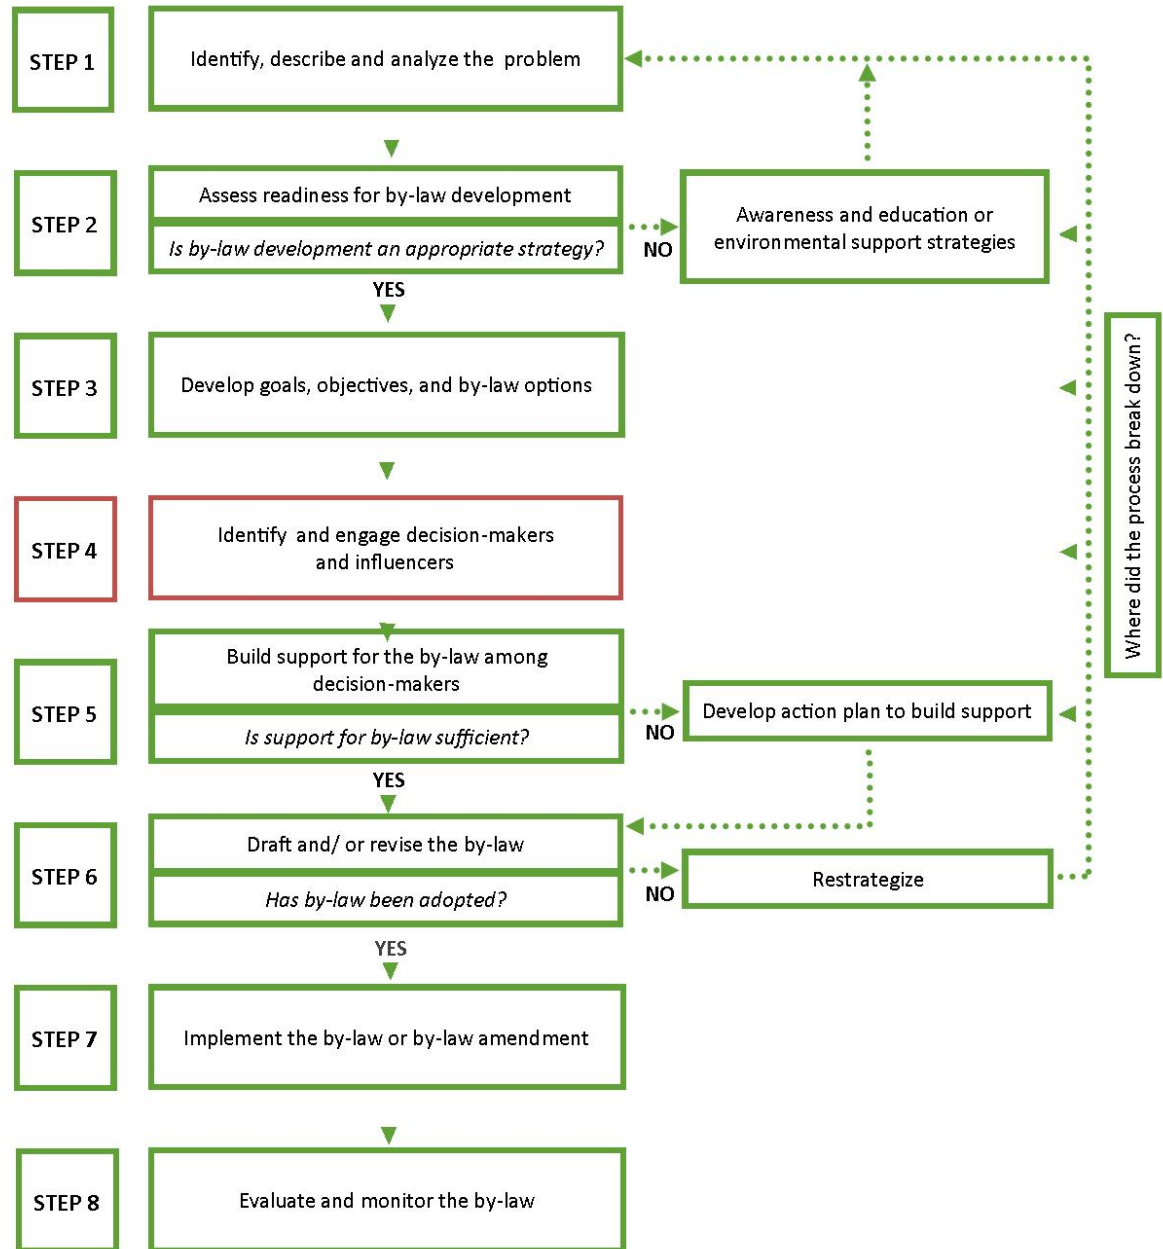 STEP 1
Identify, describe and analyze the problem
STEP 2
Assess readiness for by-law development
Is by-law development an appropriate strategy?
NO
Awareness and education or
environmental support strategies
YES
STEP 3
Develop goals, objectives, and by-law options
Where did the process break down?
STEP 4
Identify and engage decision-makers
and influencers
STEP 5
Build support for the by-law among
decision-makers
Is support for by-law sufficient?
NO
Develop action plan to build support
YES
STEP 6
Draft and/ or revise the by-law
Has by-law been adopted?
NO
Restrategize
YES
STEP 7
Implement the by-law or by-law amendment
STEP 8
Evaluate and monitor the by-law